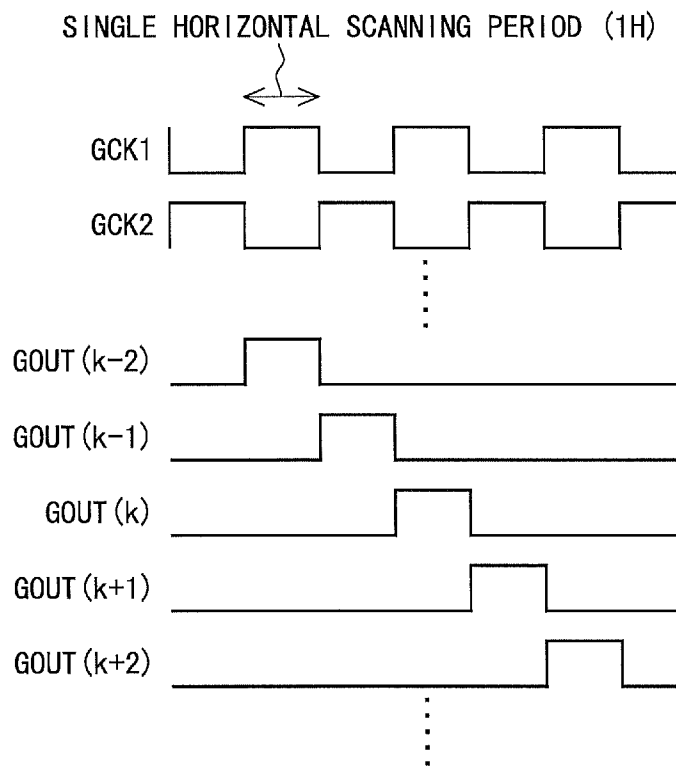 SINGLE HORIZONTAL SCANNING PERIOD (1H)
GCK1
GCK2
GOUT(k-2)
GOUT(k-1)
GOUT(k)
GOUT(k+1)
GOUT(k+2)